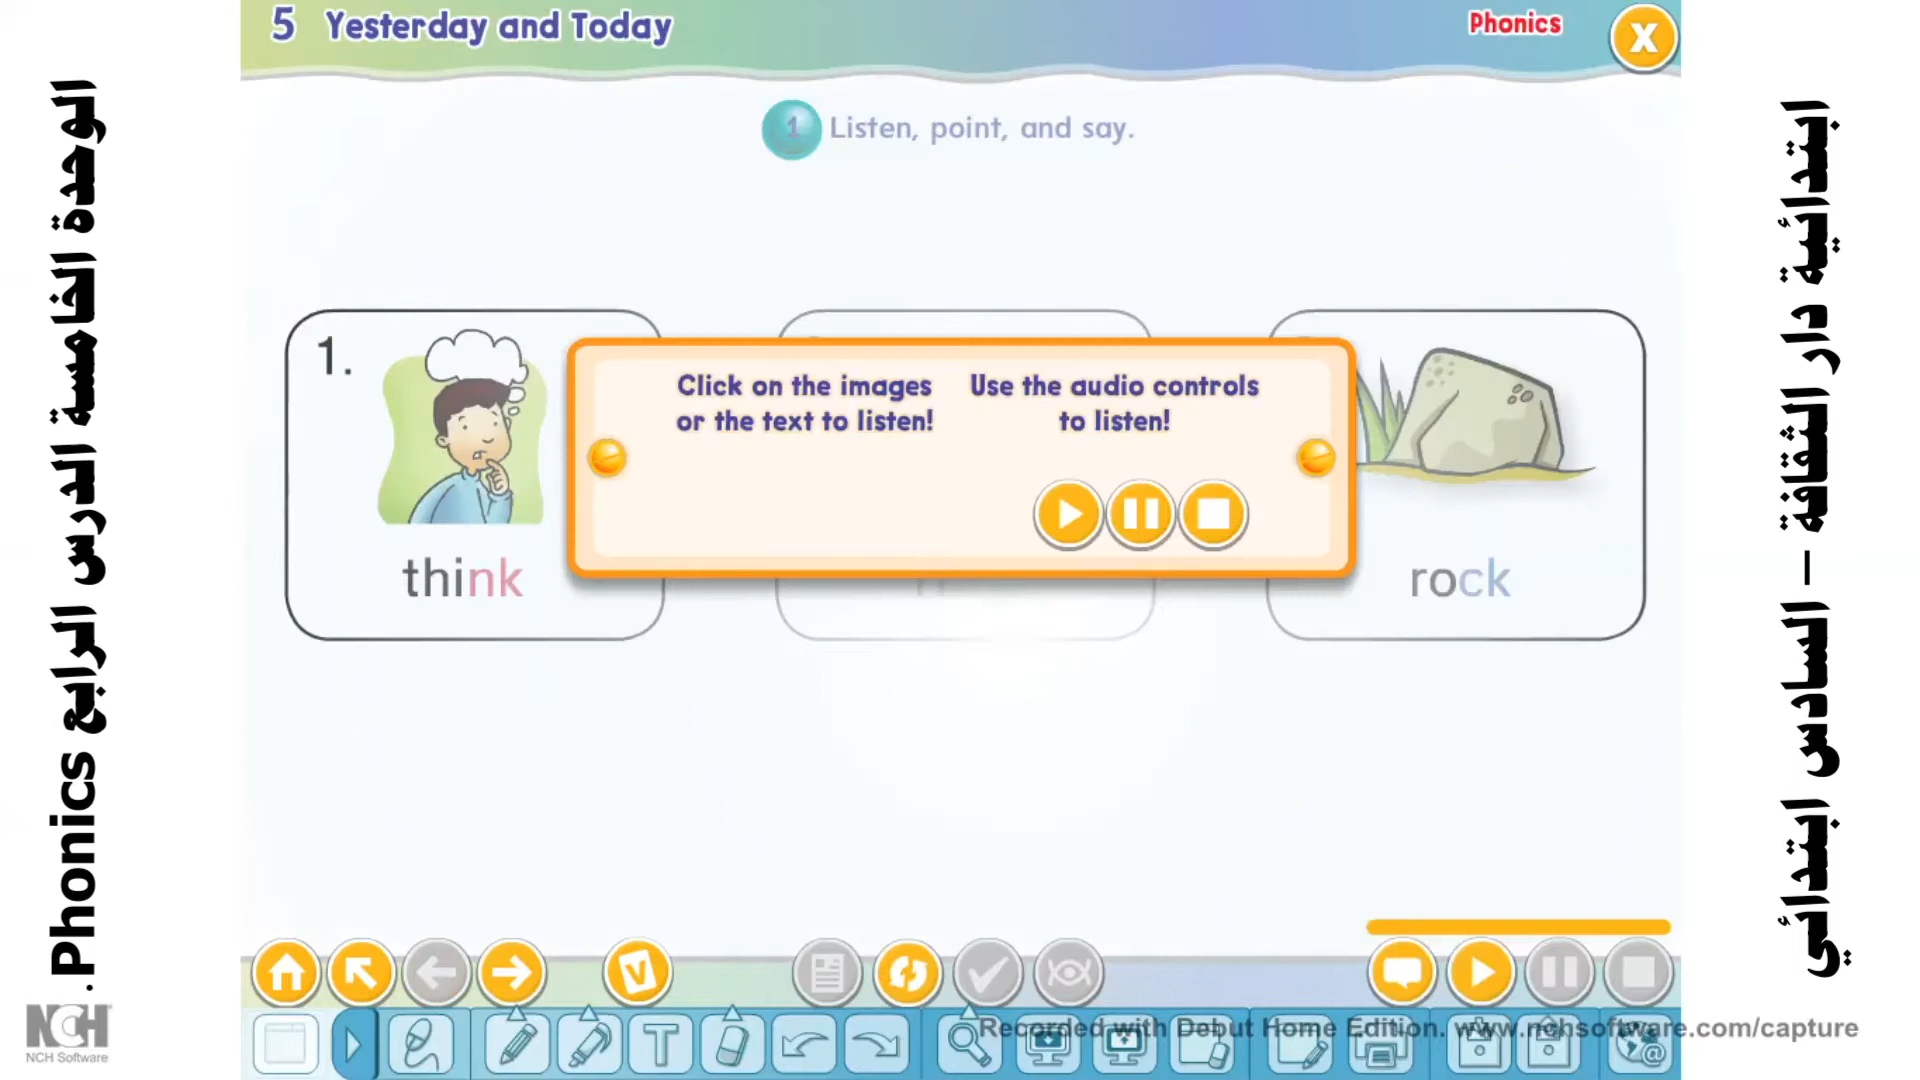 5 Yesterday and Today
Phonics
X
1 Listen, point, and say.
1.
think
Click on the images
or the text to listen!
Use the audio controls
to listen!
rock
الوحدة الخامسة الدرس الرابع Phonics.
ابتدائية دار الثقافة – السادس ابتدائي
V
T
NCH
NCH Software
Recorded with Debut Home Edition. www.nchsoftware.com/capture